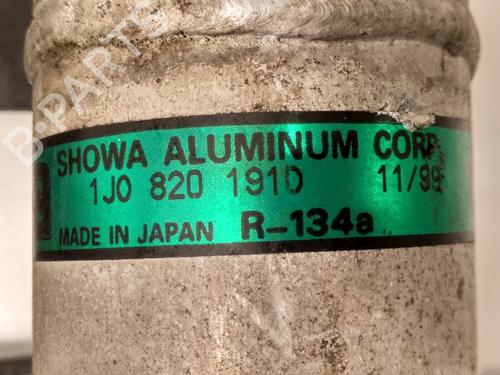 B-PARTS
SHOWA ALUMINUM CORP.
1J0 820 191D 11/99
MADE IN JAPAN R-134a